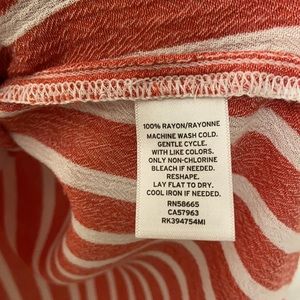 100% RAYON/RAYONNE
MACHINE WASH COLD.
GENTLE CYCLE.
WITH LIKE COLORS.
ONLY NON-CHLORINE
BLEACH IF NEEDED.
RESHAPE.
LAY FLAT TO DRY.
COOL IRON IF NEEDED.
RN58665
CA57963
RK394754MI